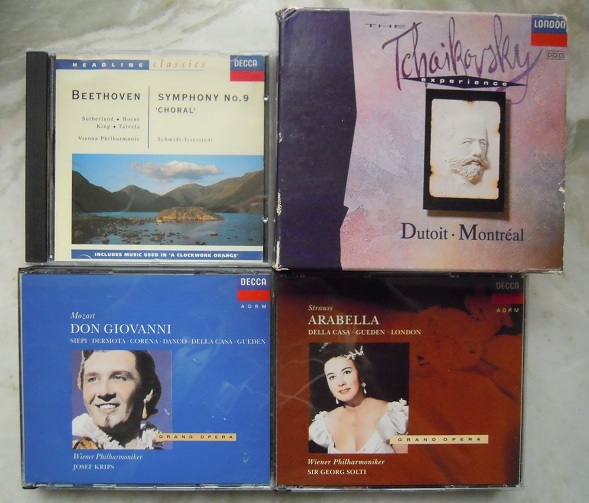 HEADLINE classics
DECCA
BEETHOVEN
SYMPHONY No. 9
'CHORAL'
Sutherland • Horne
King • Talvela
Vienna Philharmonic
Schmidt-Isserstedt
INCLUDES MUSIC USED IN 'A CLOCKWORK ORANGE'
THE
Tchaikovsky
experience
LONDON
DDD
Dutoit · Montréal
DECCA
ADRM
Mozart
DON GIOVANNI
SIEPI · DERMOTA · CORENA · DANCO · DELLA CASA · GUEDEN
GRAND OPERA
Wiener Philharmoniker
JOSEF KRIPS
DECCA
ADRM
Strauss
ARABELLA
DELLA CASA · GUEDEN · LONDON
GRAND OPERA
Wiener Philharmoniker
SIR GEORG SOLTI